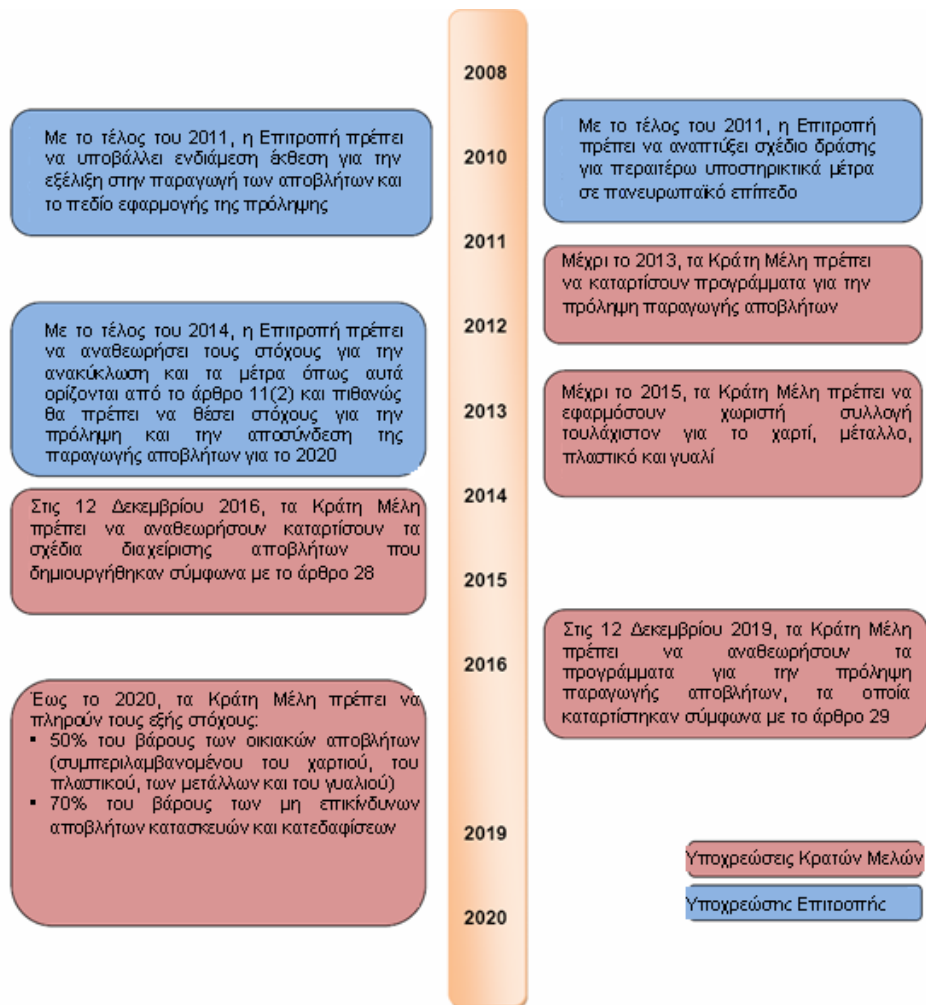 2008
Με το τέλος του 2011, η Επιτροπή πρέπει
να υποβάλλει ενδιάμεση έκθεση για την
εξέλιξη στην παραγωγή των αποβλήτων και
το πεδίο εφαρμογής της πρόληψης
Με το τέλος του 2011, η Επιτροπή
πρέπει να αναπτύξει σχέδιο δράσης
για περαιτέρω υποστηρικτικά μέτρα
σε πανευρωπαϊκό επίπεδο
2010
2011
Μέχρι το 2013, τα Κράτη Μέλη πρέπει
να καταρτίσουν προγράμματα για την
πρόληψη παραγωγής αποβλήτων
2012
Με το τέλος του 2014, η Επιτροπή πρέπει
να αναθεωρήσει τους στόχους για την
ανακύκλωση και τα μέτρα όπως αυτά
ορίζονται από το άρθρο 11(2) και πιθανώς
θα πρέπει να θέσει στόχους για την
πρόληψη και την αποσύνδεση της
παραγωγής αποβλήτων για το 2020
Μέχρι το 2015, τα Κράτη Μέλη πρέπει να
εφαρμόσουν χωριστή συλλογή
τουλάχιστον για το χαρτί, μέταλλο,
πλαστικό και γυαλί
2013
2014
Στις 12 Δεκεμβρίου 2016, τα Κράτη Μέλη
πρέπει να αναθεωρήσουν καταρτίσουν τα
σχέδια διαχείρισης αποβλήτων που
δημιουργήθηκαν σύμφωνα με το άρθρο 28
2015
Στις 12 Δεκεμβρίου 2019, τα Κράτη Μέλη
πρέπει να αναθεωρήσουν τα
προγράμματα για την πρόληψη
παραγωγής αποβλήτων, τα οποία
καταρτίστηκαν σύμφωνα με το άρθρο 29
2016
Έως το 2020, τα Κράτη Μέλη πρέπει να
πληρούν τους εξής στόχους:
▪ 50% του βάρους των οικιακών αποβλήτων
(συμπεριλαμβανομένου του χαρτιού, του
πλαστικού, των μετάλλων και του γυαλιού)
▪ 70% του βάρους των μη επικίνδυνων
αποβλήτων κατασκευών και κατεδαφίσεων
2019
2020
Υποχρεώσεις Κρατών Μελών
Υποχρεώσης Επιτροπής